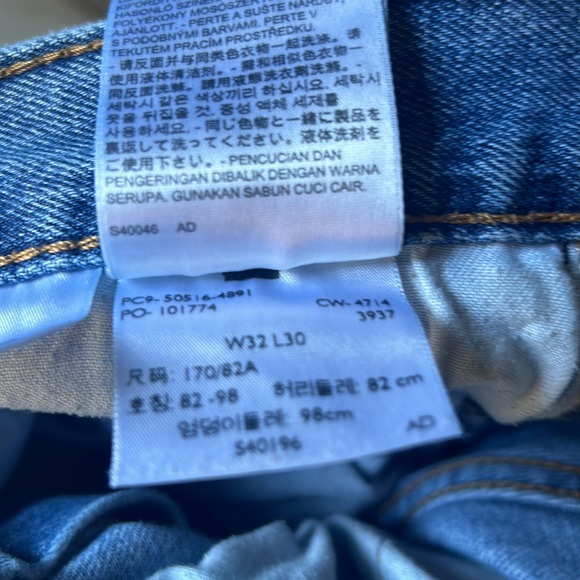 HASONLÓ SZÍNE
FOLYÉKONY MOSÓSZER
AJÁNLOTT. - PERTE A SUŠTE NARUBY,
S PODOBNÝMI BARVAMI. PERTE V
TEKUTÉM PRACÍM PROSTŘEDKU.
- 请反面并与同类色衣物一起洗涤。
使用液体清洁剂。- 需和相似色衣物
同反面洗滌。請用液態洗衣劑洗滌。-
세탁시 같은 색상끼리 하십시요. 세탁시
옷을 뒤집을 것. 중성 액체 세제를
사용하세요. - 同じ色物と一緒に製品を
裏返して洗ってください。液体洗剤を
ご使用下さい。- PENCUCIAN DAN
PENGERINGAN DIBALIK DENGAN WARNA
SERUPA. GUNAKAN SABUN CUCI CAIR.
S40046 AD
PC9- 50516-4891 CW- 4714
PO- 101774 3937
W32 L30
尺码: 170/82A
호칭: 82 -98 허리둘레: 82 cm
엉덩이둘레: 98cm
S40196 AD